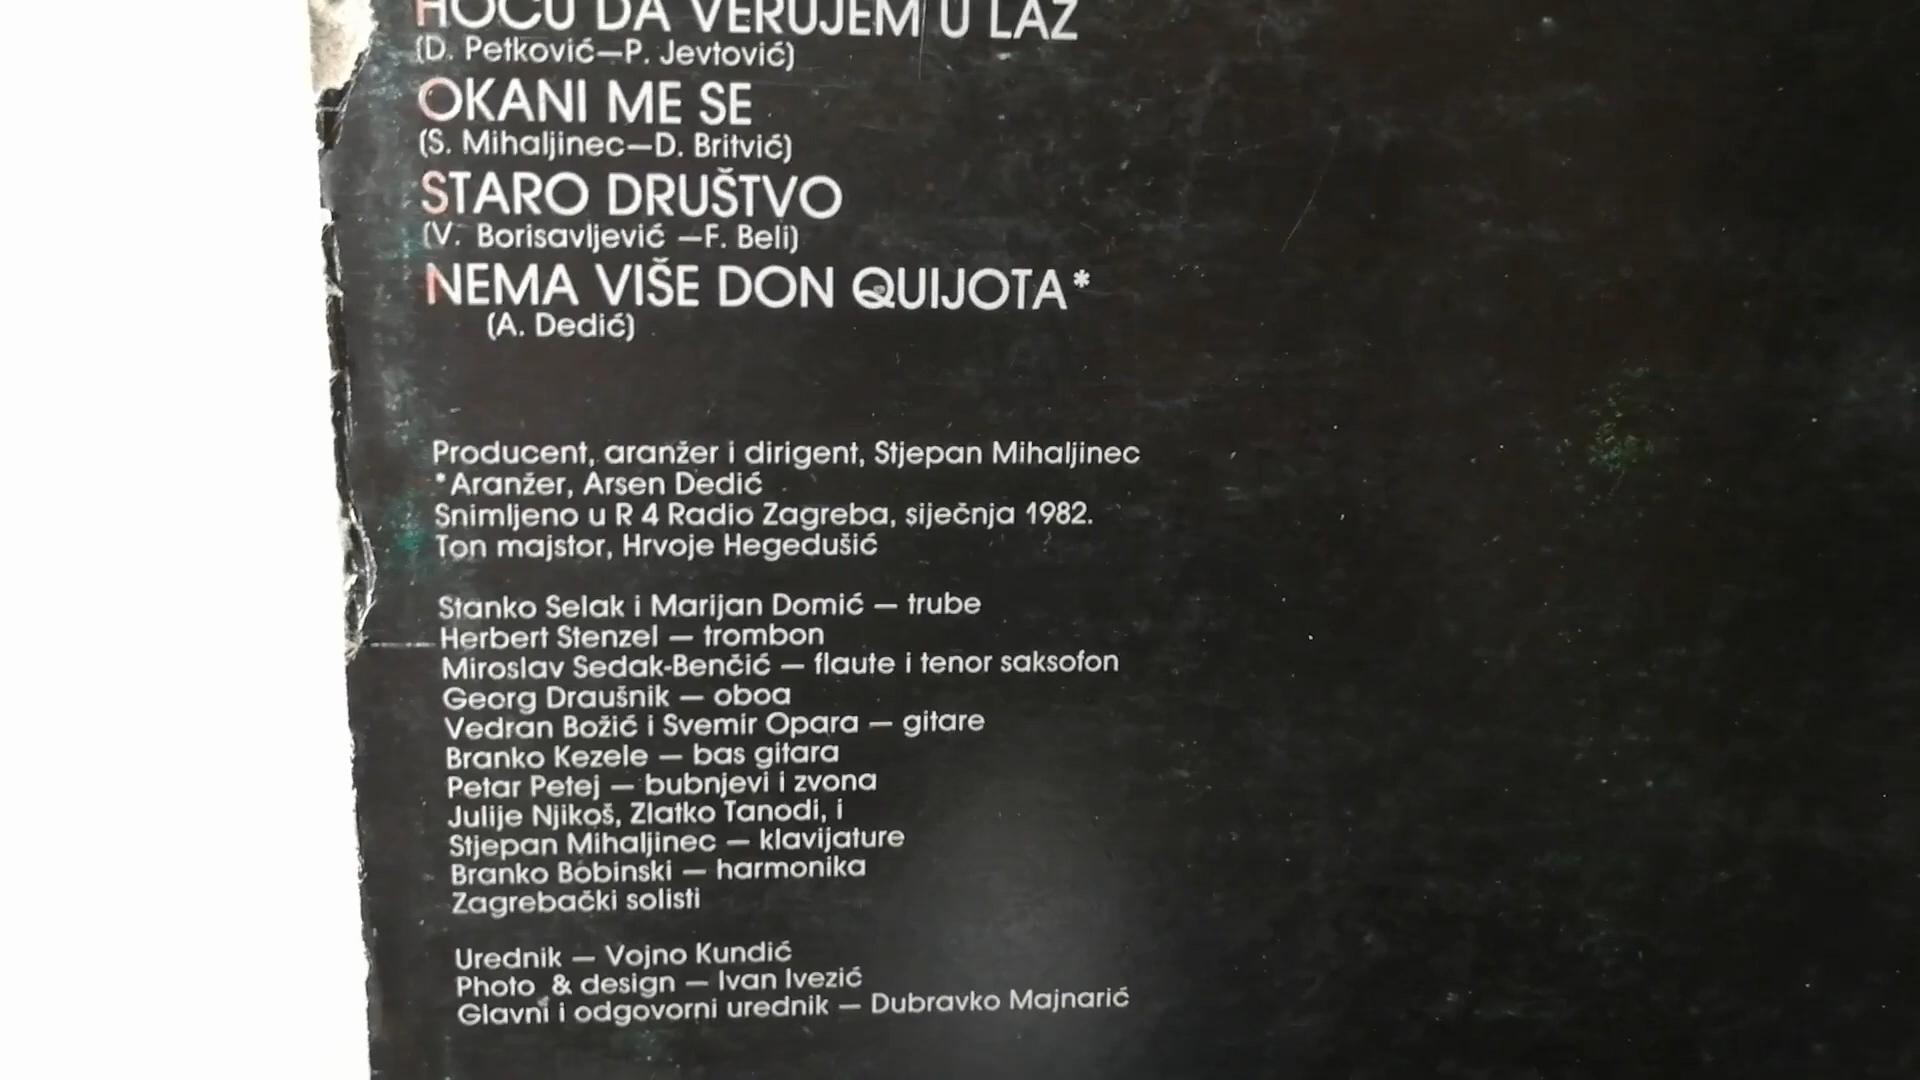 HOĆU DA VERUJEM U LAŽ
(D. Petković—P. Jevtović)
OKANI ME SE
(S. Mihaljinec—D. Britvić)
STARO DRUŠTVO
(V. Borisavljević —F. Beli)
NEMA VIŠE DON QUIJOTA*
(A. Dedić)
Producent, aranžer i dirigent, Stjepan Mihaljinec
*Aranžer, Arsen Dedić
Snimljeno u R 4 Radio Zagreba, siječnja 1982.
Ton majstor, Hrvoje Hegedušić
Stanko Selak i Marijan Domić — trube
Herbert Stenzel — trombon
Miroslav Sedak-Benčić — flaute i tenor saksofon
Georg Draušnik — oboa
Vedran Božić i Svemir Opara — gitare
Branko Kezele — bas gitara
Petar Petej — bubnjevi i zvona
Julije Njikoš, Zlatko Tanodi, i
Stjepan Mihaljinec — klavijature
Branko Bobinski — harmonika
Zagrebački solisti
Urednik — Vojno Kundić
Photo & design — Ivan Ivezić
Glavni i odgovorni urednik — Dubravko Majnarić